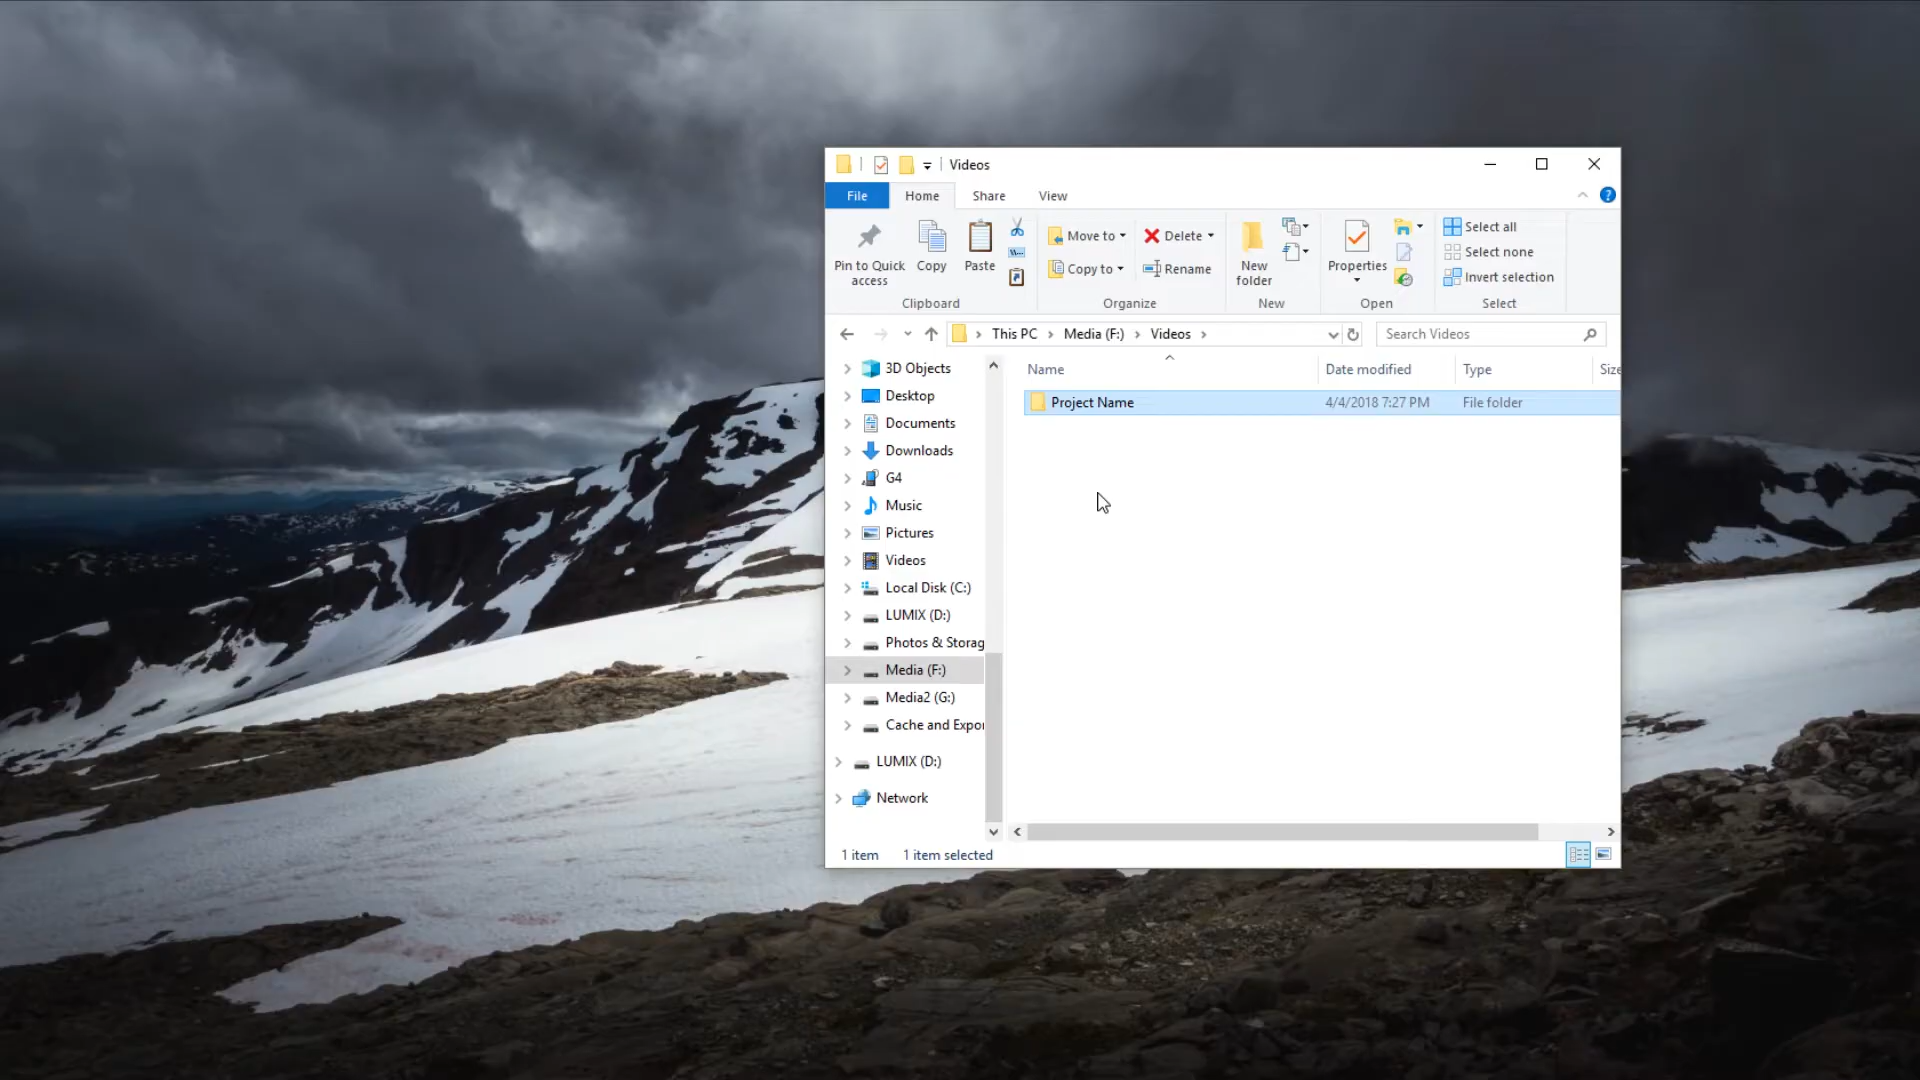 Videos
File Home Share View
Pin to Quick access
Copy
Paste
Move to
Copy to
Delete
Rename
New folder
Properties
Select all
Select none
Invert selection
Clipboard Organize New Open Select
This PC Media (F:) Videos
Search Videos
Name Date modified Type Size
Project Name 4/4/2018 7:27 PM File folder
3D Objects
Desktop
Documents
Downloads
G4
Music
Pictures
Videos
Local Disk (C:)
LUMIX (D:)
Photos & Storag
Media (F:)
Media2 (G:)
Cache and Expor
LUMIX (D:)
Network
1 item 1 item selected